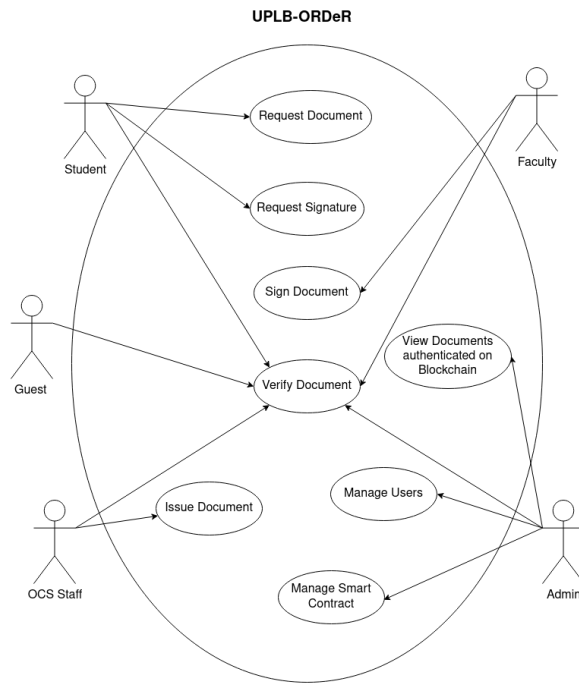 UPLB-ORDeR
Request Document
Student
Faculty
Request Signature
Sign Document
View Documents
authenticated on
Blockchain
Verify Document
Guest
Manage Users
Issue Document
OCS Staff
Admin
Manage Smart
Contract